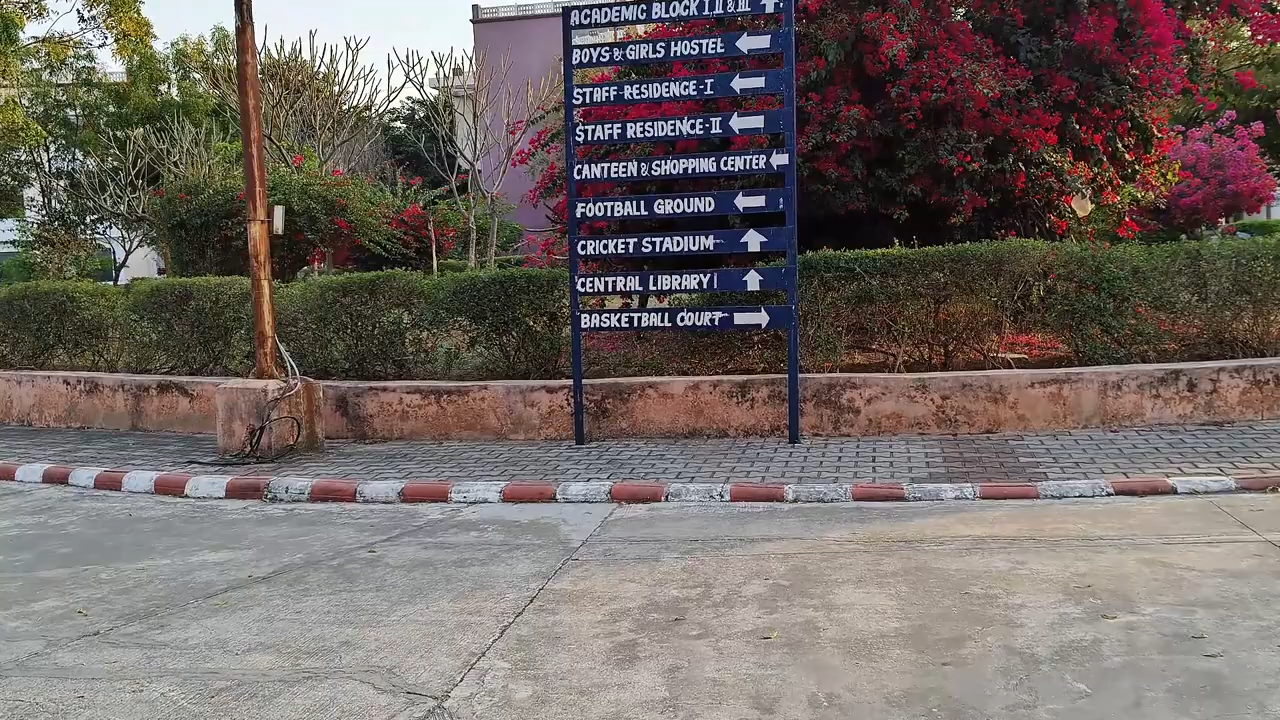 ACADEMIC BLOCK I, II & III
BOYS & GIRLS HOSTEL
STAFF RESIDENCE-I
STAFF RESIDENCE-II
CANTEEN & SHOPPING CENTER
FOOTBALL GROUND
CRICKET STADIUM
CENTRAL LIBRARY
BASKETBALL COURT